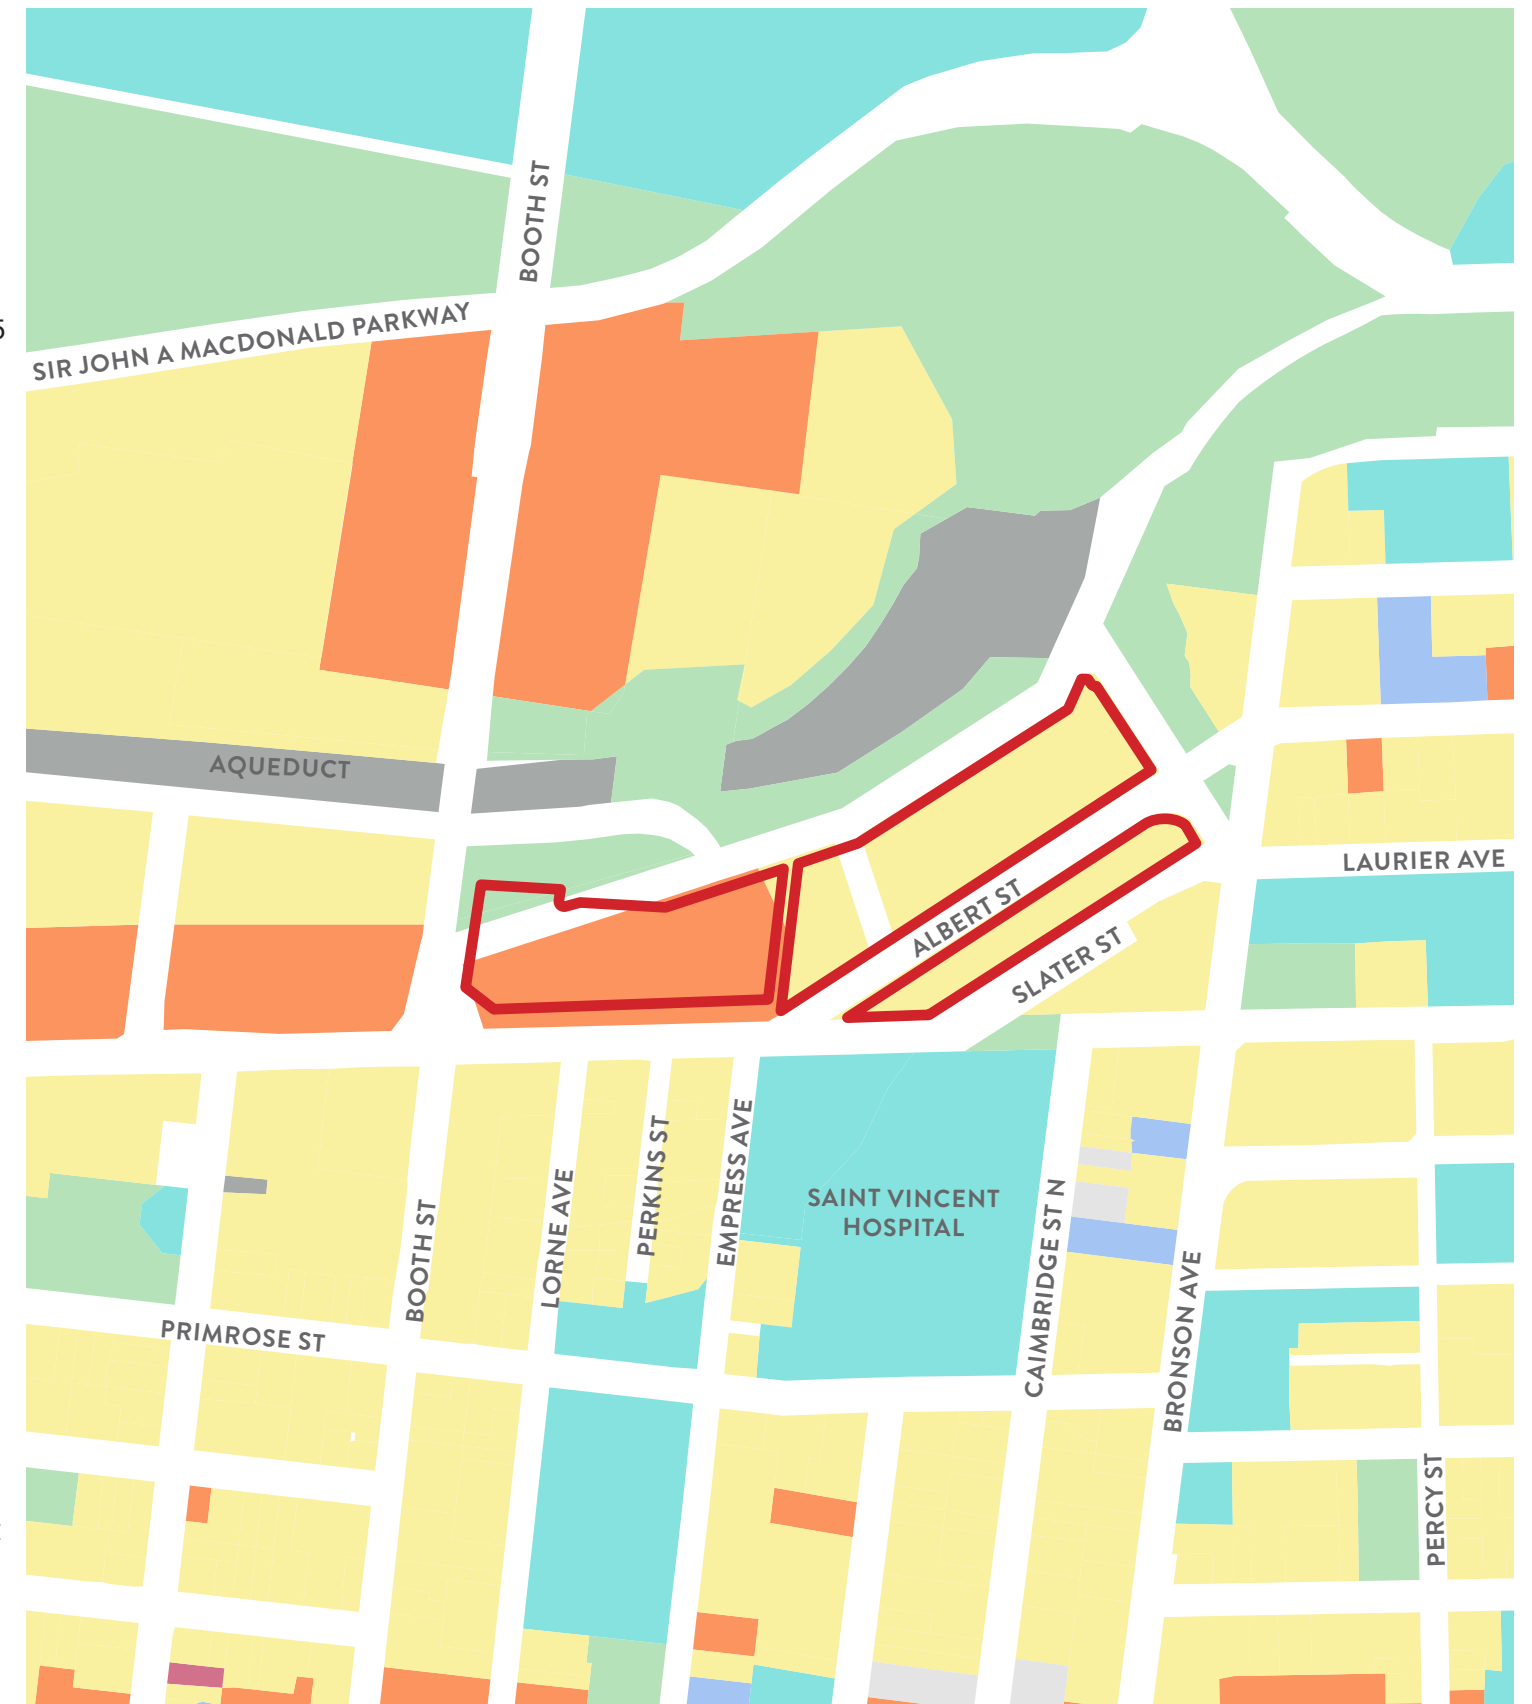 BOOTH ST
SIR JOHN A MACDONALD PARKWAY
5
AQUEDUCT
LAURIER AVE
ALBERT ST
SLATER ST
SAINT VINCENT
HOSPITAL
PERKINS ST
EMPRESS AVE
LORNE AVE
BOOTH ST
CAIMBRIDGE ST N
BRONSON AVE
PRIMROSE ST
PERCY ST